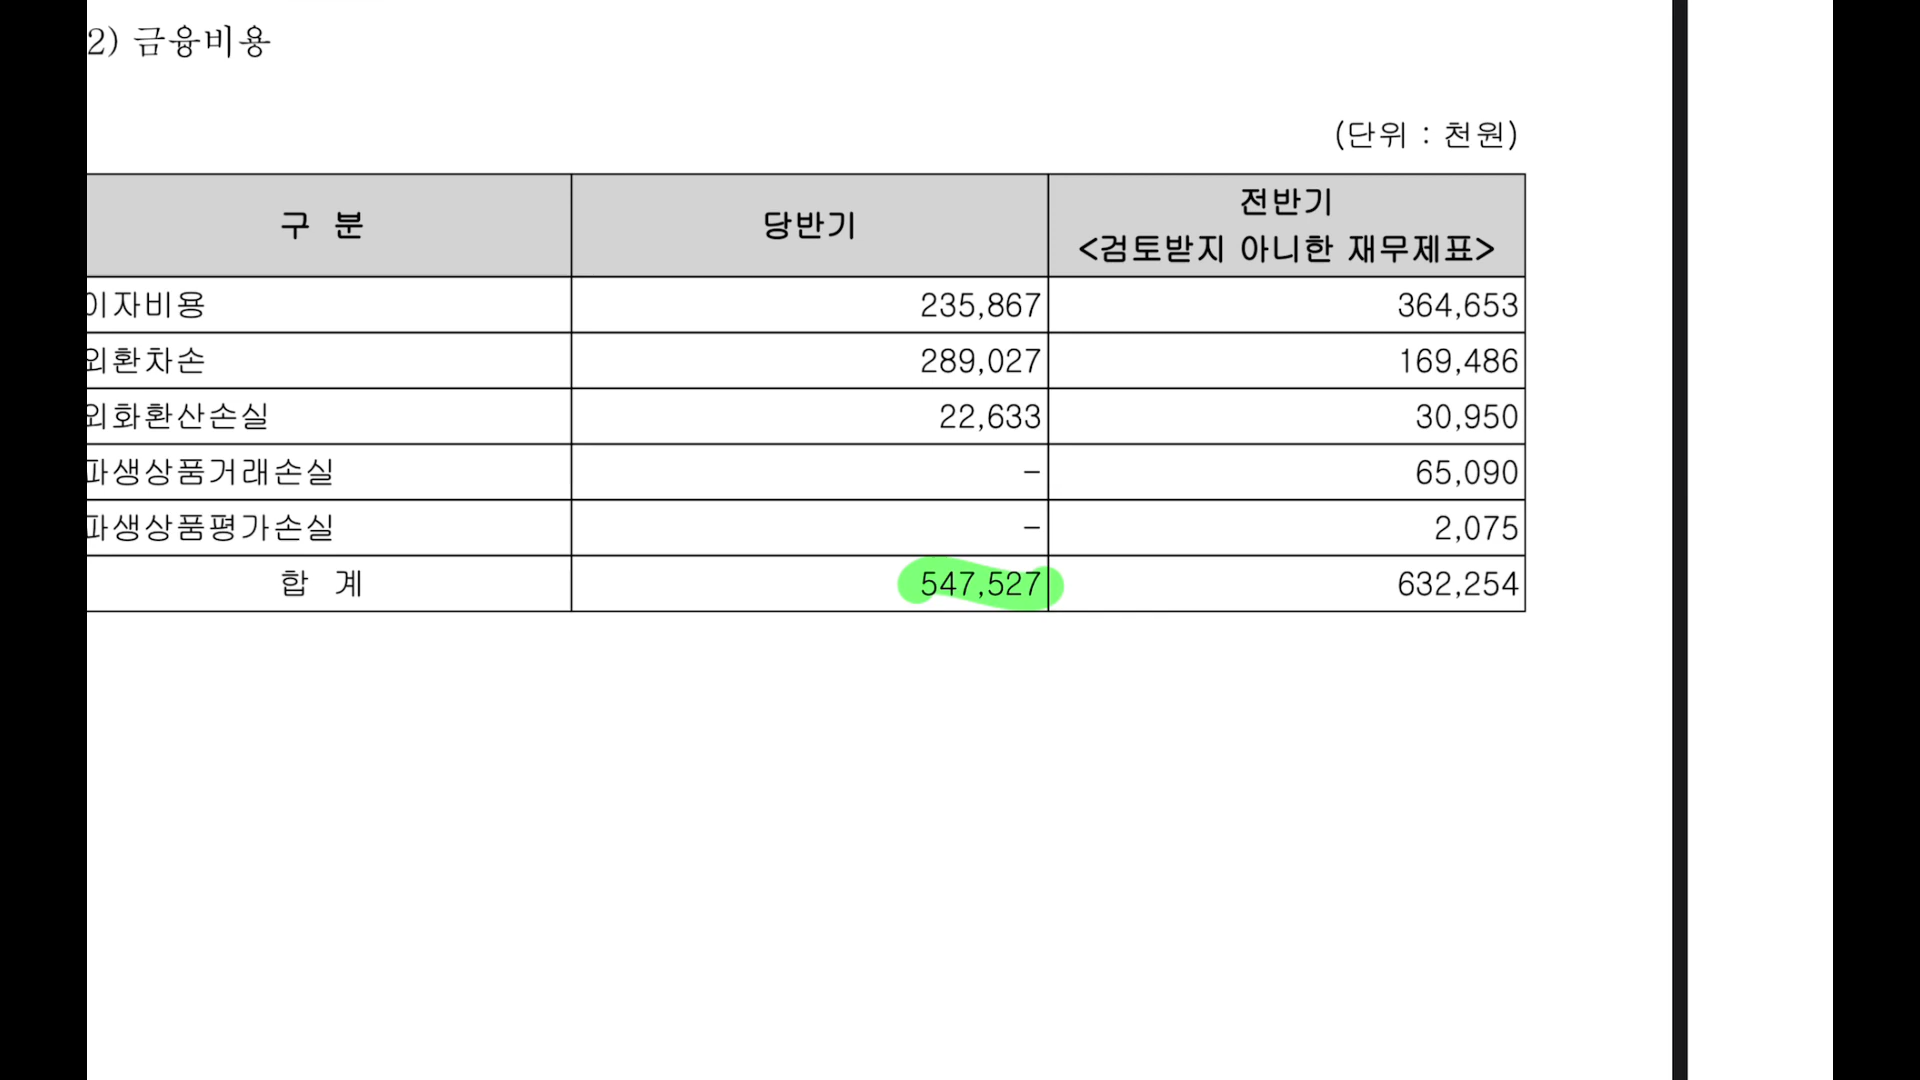 2) 금융비용
(단위 : 천원)
구 분 당반기 전반기
<검토받지 아니한 재무제표>
이자비용 235,867 364,653
외환차손 289,027 169,486
외화환산손실 22,633 30,950
파생상품거래손실 - 65,090
파생상품평가손실 - 2,075
합 계 547,527 632,254